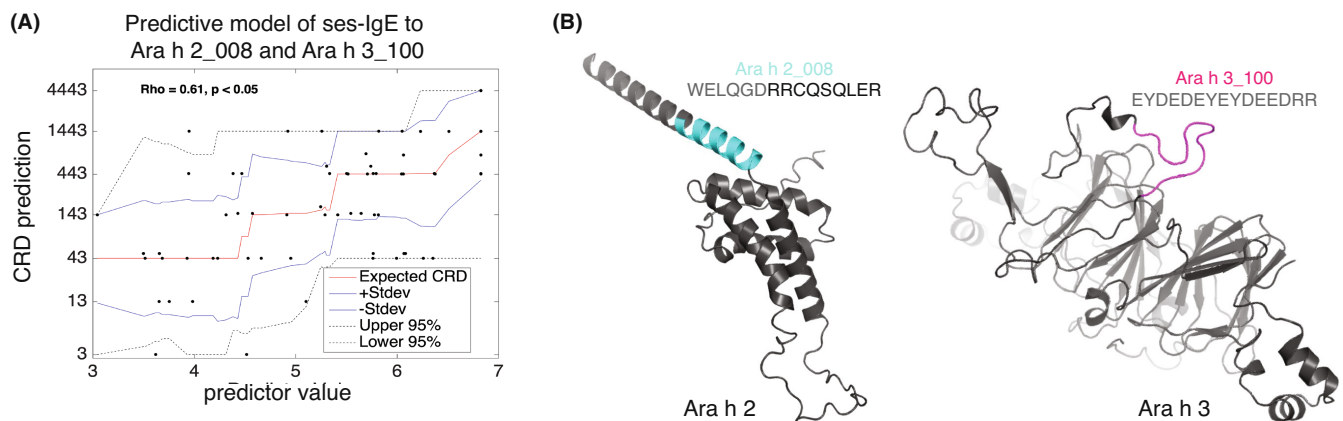 (A)
Predictive model of ses-IgE to
Ara h 2_008 and Ara h 3_100
Rho = 0.61, p < 0.05
CRD prediction
4443
1443
443
143
43
13
3
Expected CRD
+Stdev
-Stdev
Upper 95%
Lower 95%
3 4 5 6 7
predictor value
(B)
Ara h 2_008
WELQGDRRCQSQLER
Ara h 2
Ara h 3_100
EYDEDEYEYDEEDRR
Ara h 3